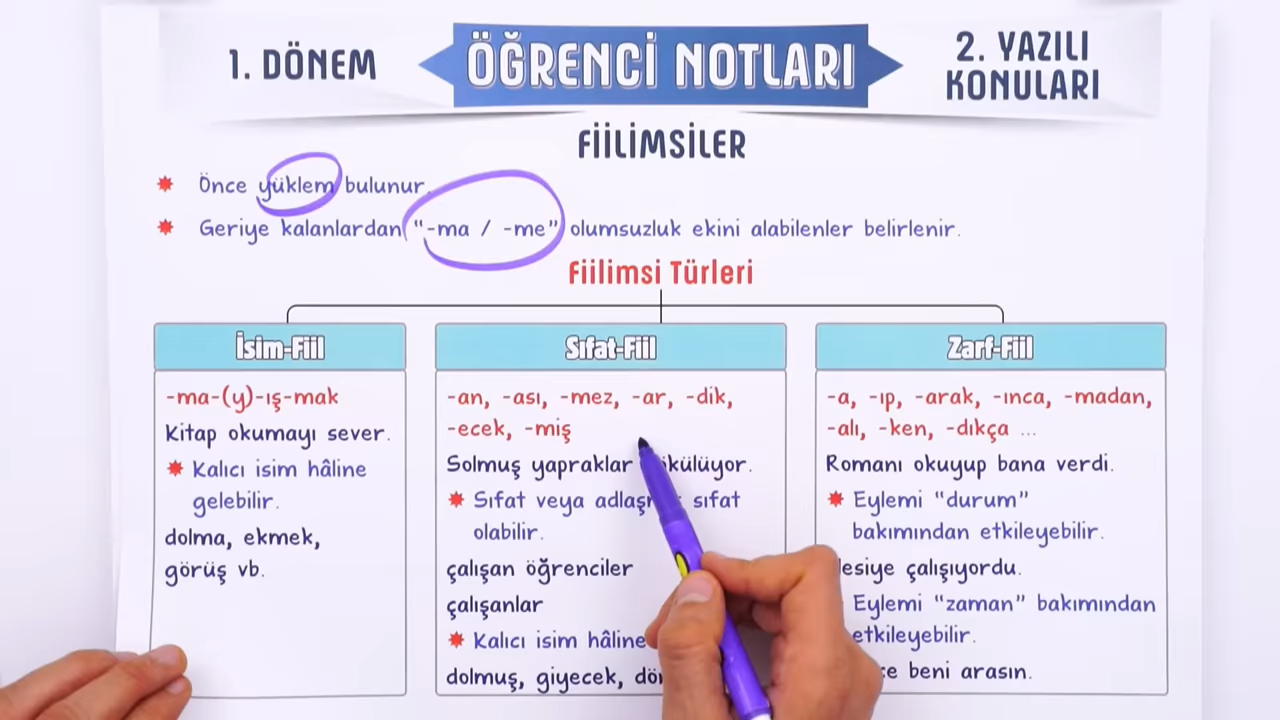 1. DÖNEM
ÖĞRENCİ NOTLARI
2. YAZILI
KONULARI
FİİLİMSİLER
Önce yüklem bulunur.
Geriye kalanlardan "-ma / -me" olumsuzluk ekini alabilenler belirlenir.
Fiilimsi Türleri
İsim-Fiil
-ma-(y)-ış-mak
Kitap okumayı sever.
Kalıcı isim hâline
gelebilir.
dolma, ekmek,
görüş vb.
Sıfat-Fiil
-an, -ası, -mez, -ar, -dik,
-ecek, -miş
Solmuş yapraklar
Sıfat veya sıfat
olabilir.
çalışan öğrenciler
çalışanlar
Kalıcı isim hâline
dolmuş, giyecek,
Zarf-Fiil
-a, -ıp, -arak, -ınca, -madan,
-alı, -ken, -dıkça ...
Romanı okuyup bana verdi.
Eylemi "durum"
bakımından etkileyebilir.
çalışıyordu.
Eylemi "zaman" bakımından
etkileyebilir.
beni arasın.